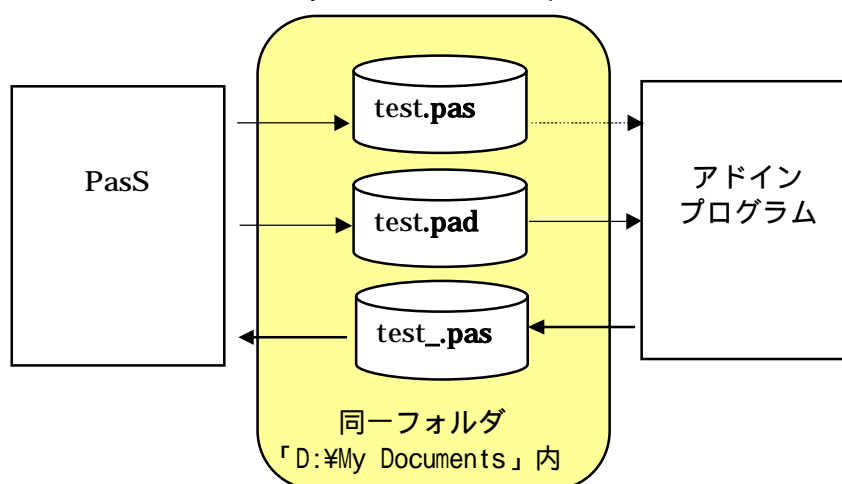 PasS
test.pas
test.pad
test_.pas
アドイン
プログラム
同一フォルダ
「D:¥My Documents」内